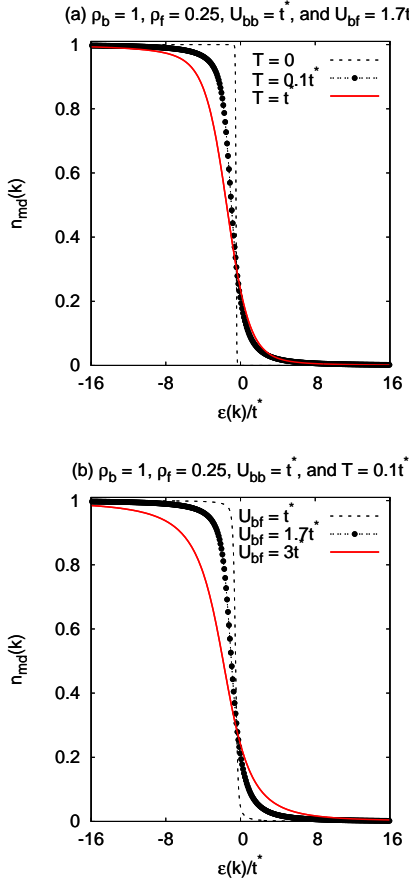 (a) ρb = 1, ρf = 0.25, Ubb = t*, and Ubf = 1.7t
1
0.8
0.6
0.4
0.2
0
nmd(k)
T = 0
T = 0.1t*
T = t*
-16 -8 0 8 16
ε(k)/t*
(b) ρb = 1, ρf = 0.25, Ubb = t*, and T = 0.1t*
1
0.8
0.6
0.4
0.2
0
nmd(k)
Ubf = t*
Ubf = 1.7t*
Ubf = 3t*
-16 -8 0 8 16
ε(k)/t*